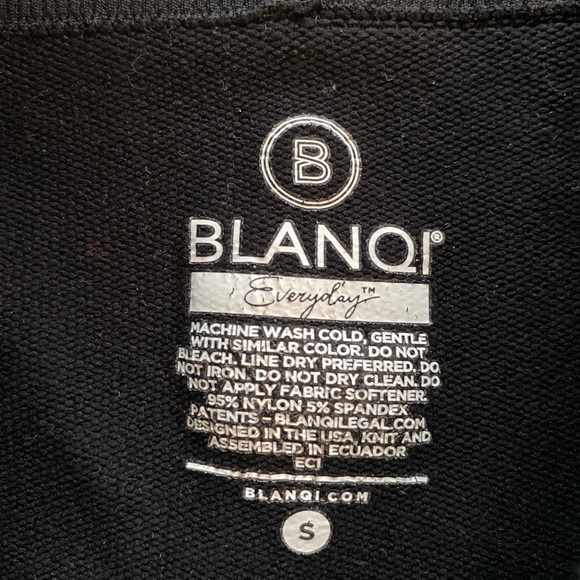 B
BLANQI®
Everyday™
MACHINE WASH COLD, GENTLE
WITH SIMILAR COLOR. DO NOT
BLEACH. LINE DRY PREFERRED. DO
NOT IRON. DO NOT DRY CLEAN. DO
NOT APPLY FABRIC SOFTENER.
95% NYLON 5% SPANDEX
PATENTS – BLANQILEGAL.COM
DESIGNED IN THE USA, KNIT AND
ASSEMBLED IN ECUADOR
EC1
BLANQI.COM
S